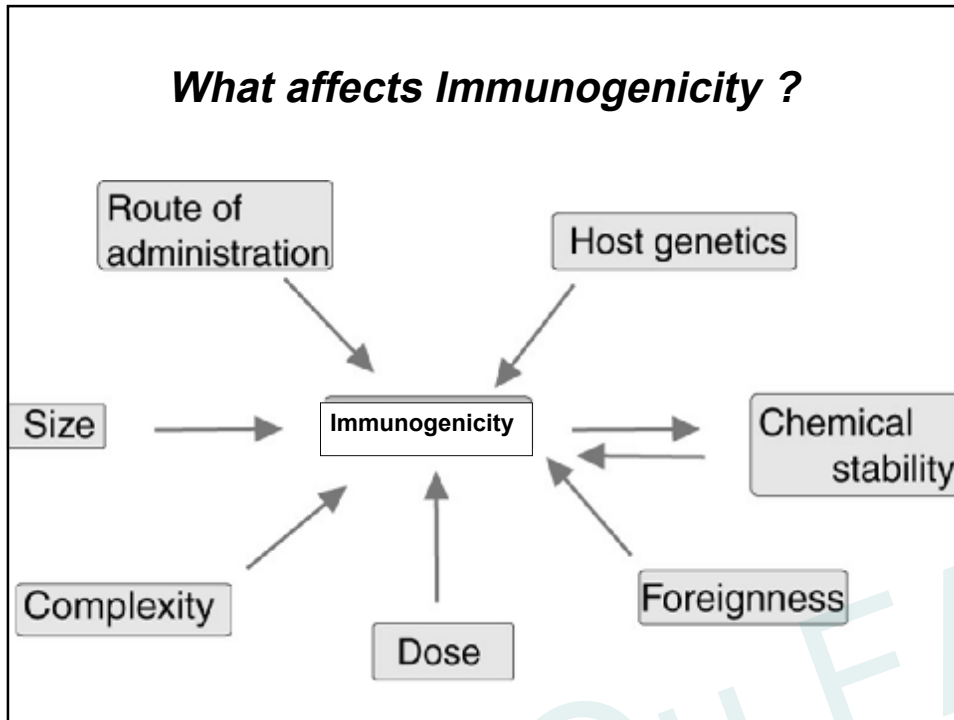 What affects Immunogenicity ?
Route of
administration
Host genetics
Size
Immunogenicity
Chemical
stability
Complexity
Dose
Foreignness